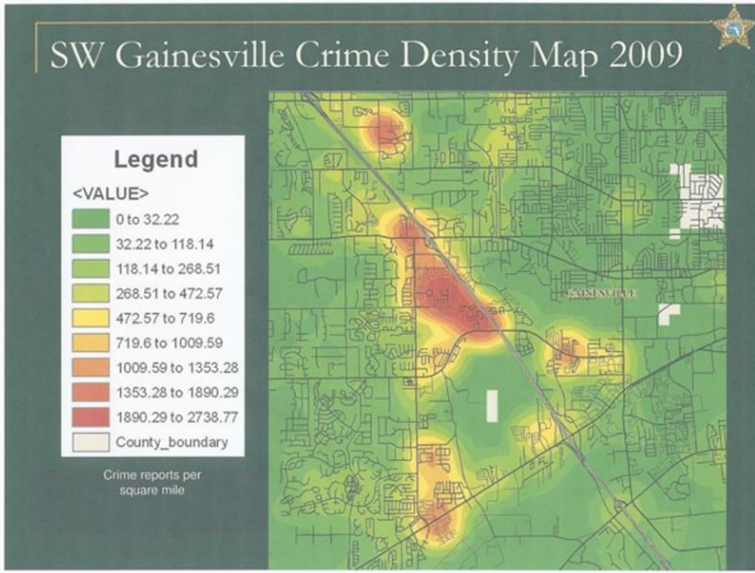 SW Gainesville Crime Density Map 2009
Legend
<VALUE>
0 to 32.22
32.22 to 118.14
118.14 to 268.51
268.51 to 472.57
472.57 to 719.6
719.6 to 1009.59
1009.59 to 1353.28
1353.28 to 1890.29
1890.29 to 2738.77
County_boundary
Crime reports per
square mile
GAINESVILLE